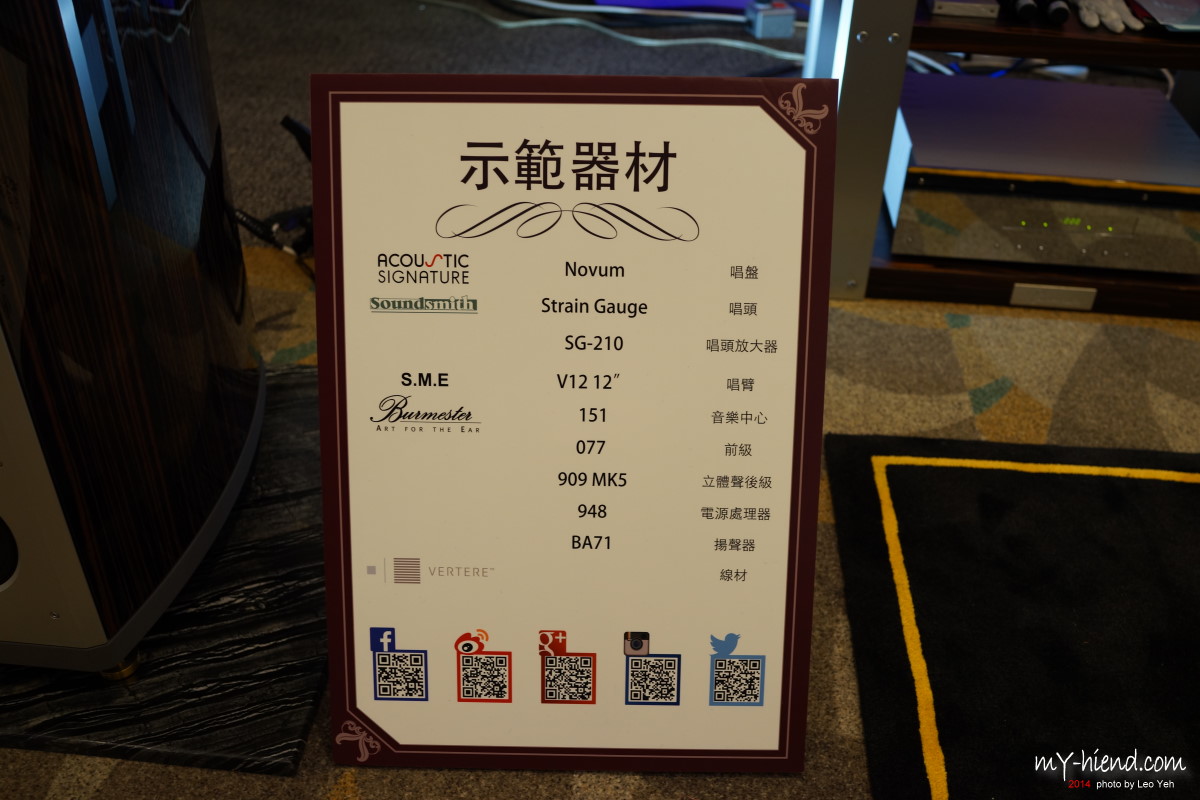 示範器材
ACOUSTIC SIGNATURE Novum 唱盤
Soundsmith Strain Gauge 唱頭
SG-210 唱頭放大器
S.M.E V12 12″ 唱臂
Burmester ART FOR THE EAR 151 音樂中心
077 前級
909 MK5 立體聲後級
948 電源處理器
BA71 揚聲器
VERTERE™ 線材
f g+
mY-hiend.com
2014 photo by Leo Yeh